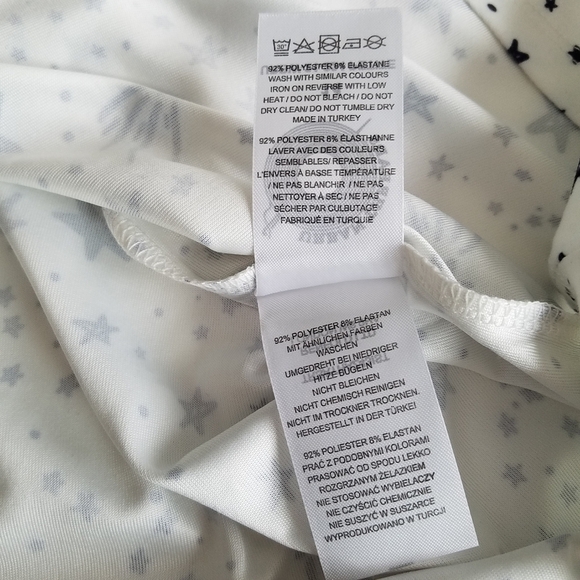 30°
92% POLYESTER 8% ELASTANE
WASH WITH SIMILAR COLOURS
IRON ON REVERSE WITH LOW
HEAT / DO NOT BLEACH / DO NOT
DRY CLEAN / DO NOT TUMBLE DRY
MADE IN TURKEY
92% POLYESTER 8% ELASTHANNE
LAVER AVEC DES COULEURS
SEMBLABLES/ REPASSER
L'ENVERS À BASSE TEMPÉRATURE
/ NE PAS BLANCHIR / NE PAS
NETTOYER À SEC / NE PAS
SÉCHER PAR CULBUTAGE
FABRIQUÉ EN TURQUIE
92% POLYESTER 8% ELASTAN
MIT ÄHNLICHEN FARBEN
WASCHEN
UMGEDREHT BEI NIEDRIGER
HITZE BÜGELN
NICHT BLEICHEN
NICHT CHEMISCH REINIGEN
NICHT IM TROCKNER TROCKNEN.
HERGESTELLT IN DER TÜRKEI
92% POLIESTER 8% ELASTAN
PRAĆ Z PODOBNYMI KOLORAMI
PRASOWAĆ OD SPODU LEKKO
ROZGRZANYM ŻELAZKIEM
NIE STOSOWAĆ WYBIELACZY
NIE CZYŚCIĆ CHEMICZNIE
NIE SUSZYĆ W SUSZARCE
WYPRODUKOWANO W TURCJI